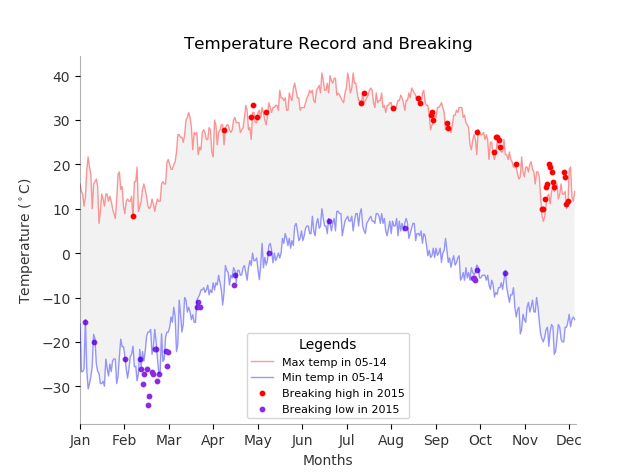 Temperature Record and Breaking
Temperature (°C)
40
30
20
10
0
−10
−20
−30
Legends
Max temp in 05-14
Min temp in 05-14
Breaking high in 2015
Breaking low in 2015
Jan Feb Mar Apr May Jun Jul Aug Sep Oct Nov Dec
Months